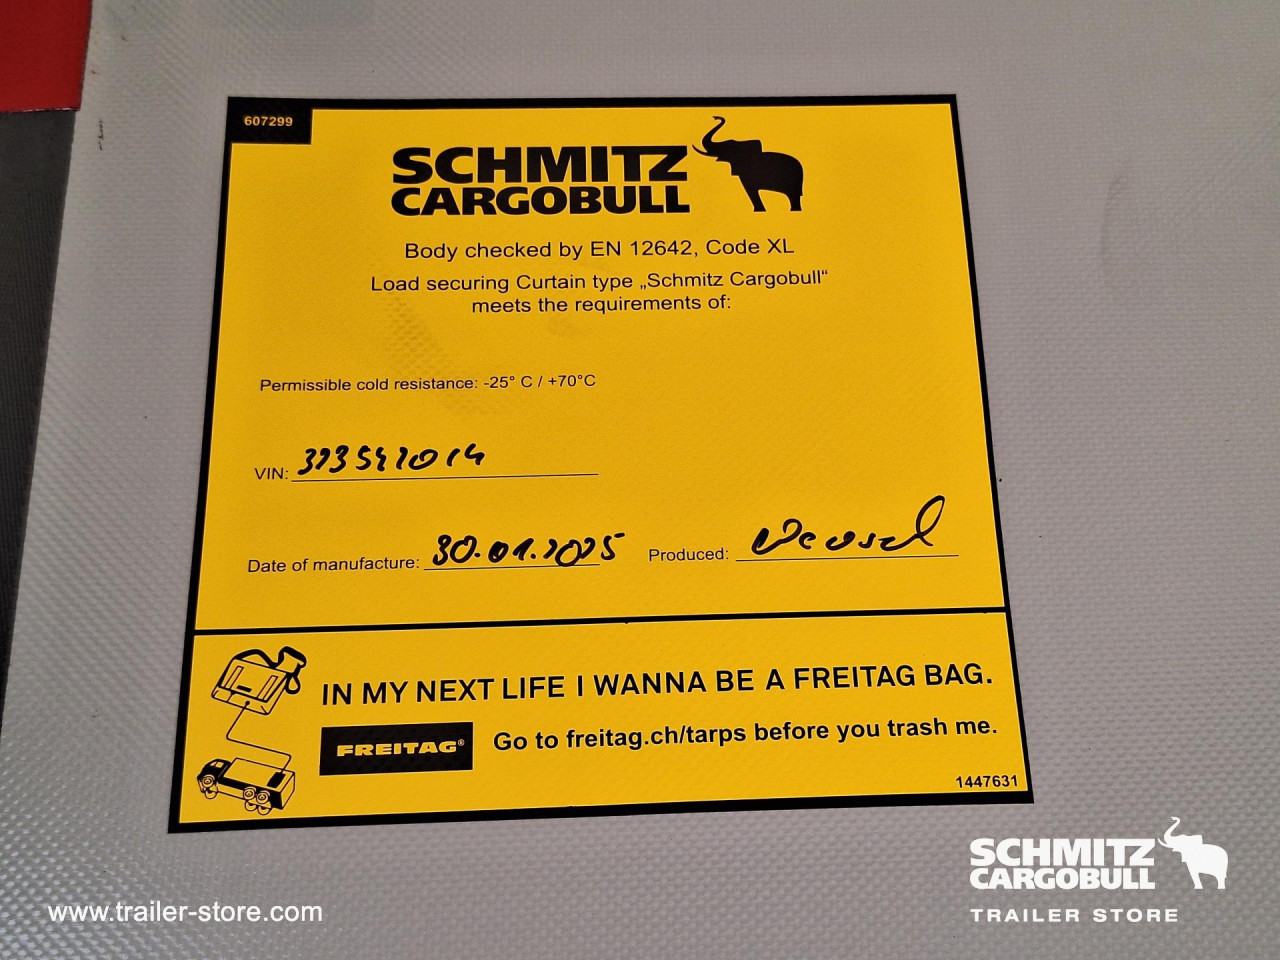 607299
SCHMITZ
CARGOBULL
Body checked by EN 12642, Code XL
Load securing Curtain type „Schmitz Cargobull“
meets the requirements of:
Permissible cold resistance: -25° C / +70°C
VIN:
Date of manufacture: 30.01.2025 Produced:
IN MY NEXT LIFE I WANNA BE A FREITAG BAG.
FREITAG® Go to freitag.ch/tarps before you trash me.
1447631
SCHMITZ
CARGOBULL
TRAILER STORE
www.trailer-store.com